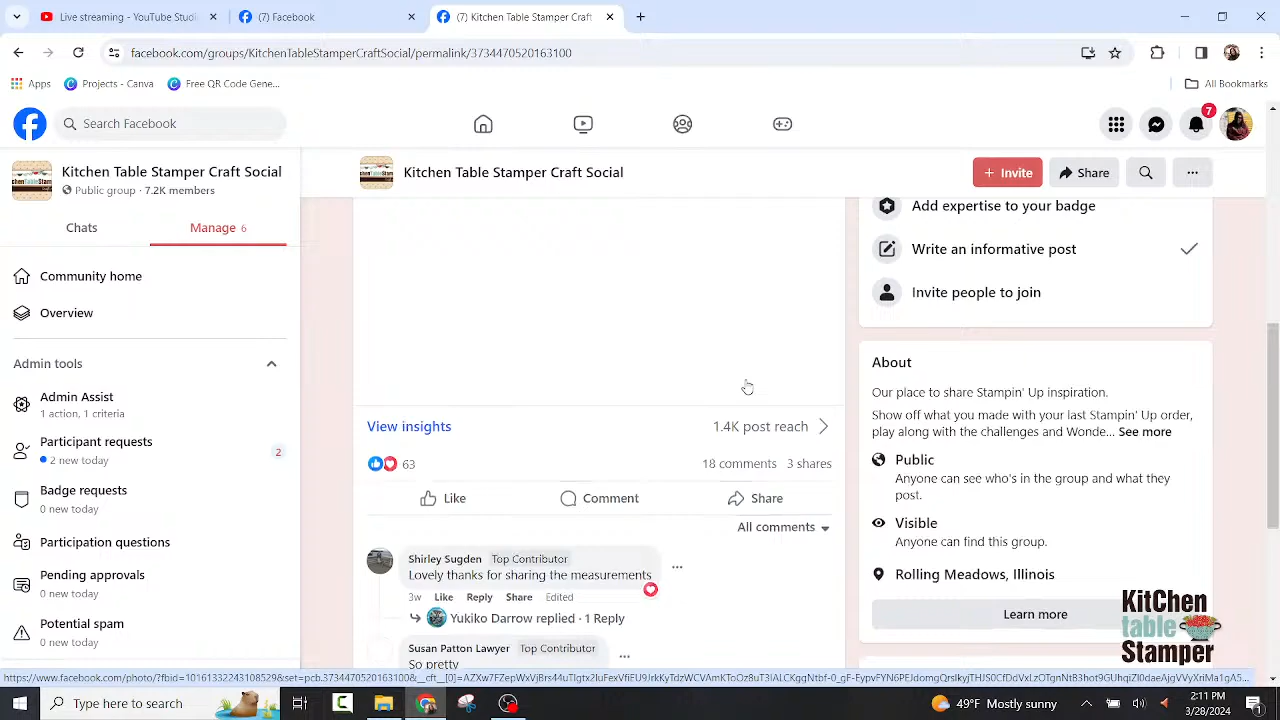 Live streaming - YouTube Studi
(7) Facebook
(7) Kitchen Table Stamper Craft
facebook.com/groups/KitchenTableStamperCraftSocial/permalink/3734470520163100
Apps
Projects - Canva
Free QR Code Gene...
All Bookmarks
Search Facebook
7
Kitchen Table Stamper Craft Social
Public group · 7.2K members
Chats
Manage 6
Community home
Overview
Admin tools
Admin Assist
1 action, 1 criteria
Participant requests
2 new today
2
Badge requests
0 new today
Participation questions
Pending approvals
0 new today
Potential spam
0 new today
Kitchen Table Stamper Craft Social
+ Invite
Share
View insights
1.4K post reach
63
18 comments 3 shares
Like
Comment
Share
All comments
Shirley Sugden Top Contributor
Lovely thanks for sharing the measurements
3w Like Reply Share Edited
Yukiko Darrow replied · 1 Reply
Susan Patton Lawyer Top Contributor
So pretty
Add expertise to your badge
Write an informative post
Invite people to join
About
Our place to share Stampin' Up inspiration.
Show off what you made with your last Stampin' Up order,
play along with the challenges and Wonde... See more
Public
Anyone can see who's in the group and what they
post.
Visible
Anyone can find this group.
Rolling Meadows, Illinois
Learn more
KitChen
table
Stamper
Type here to search
49°F Mostly sunny
2:11 PM
3/28/2024